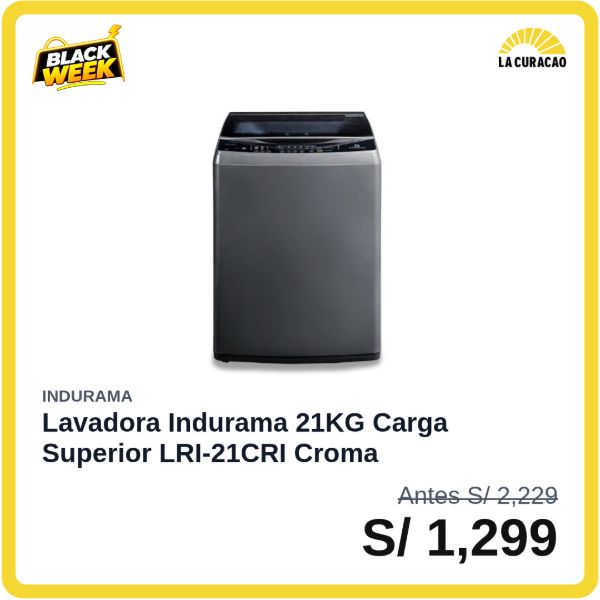 BLACK
WEEK
LA CURACAO
INDURAMA
Lavadora Indurama 21KG Carga
Superior LRI-21CRI Croma
Antes S/ 2,229
S/ 1,299